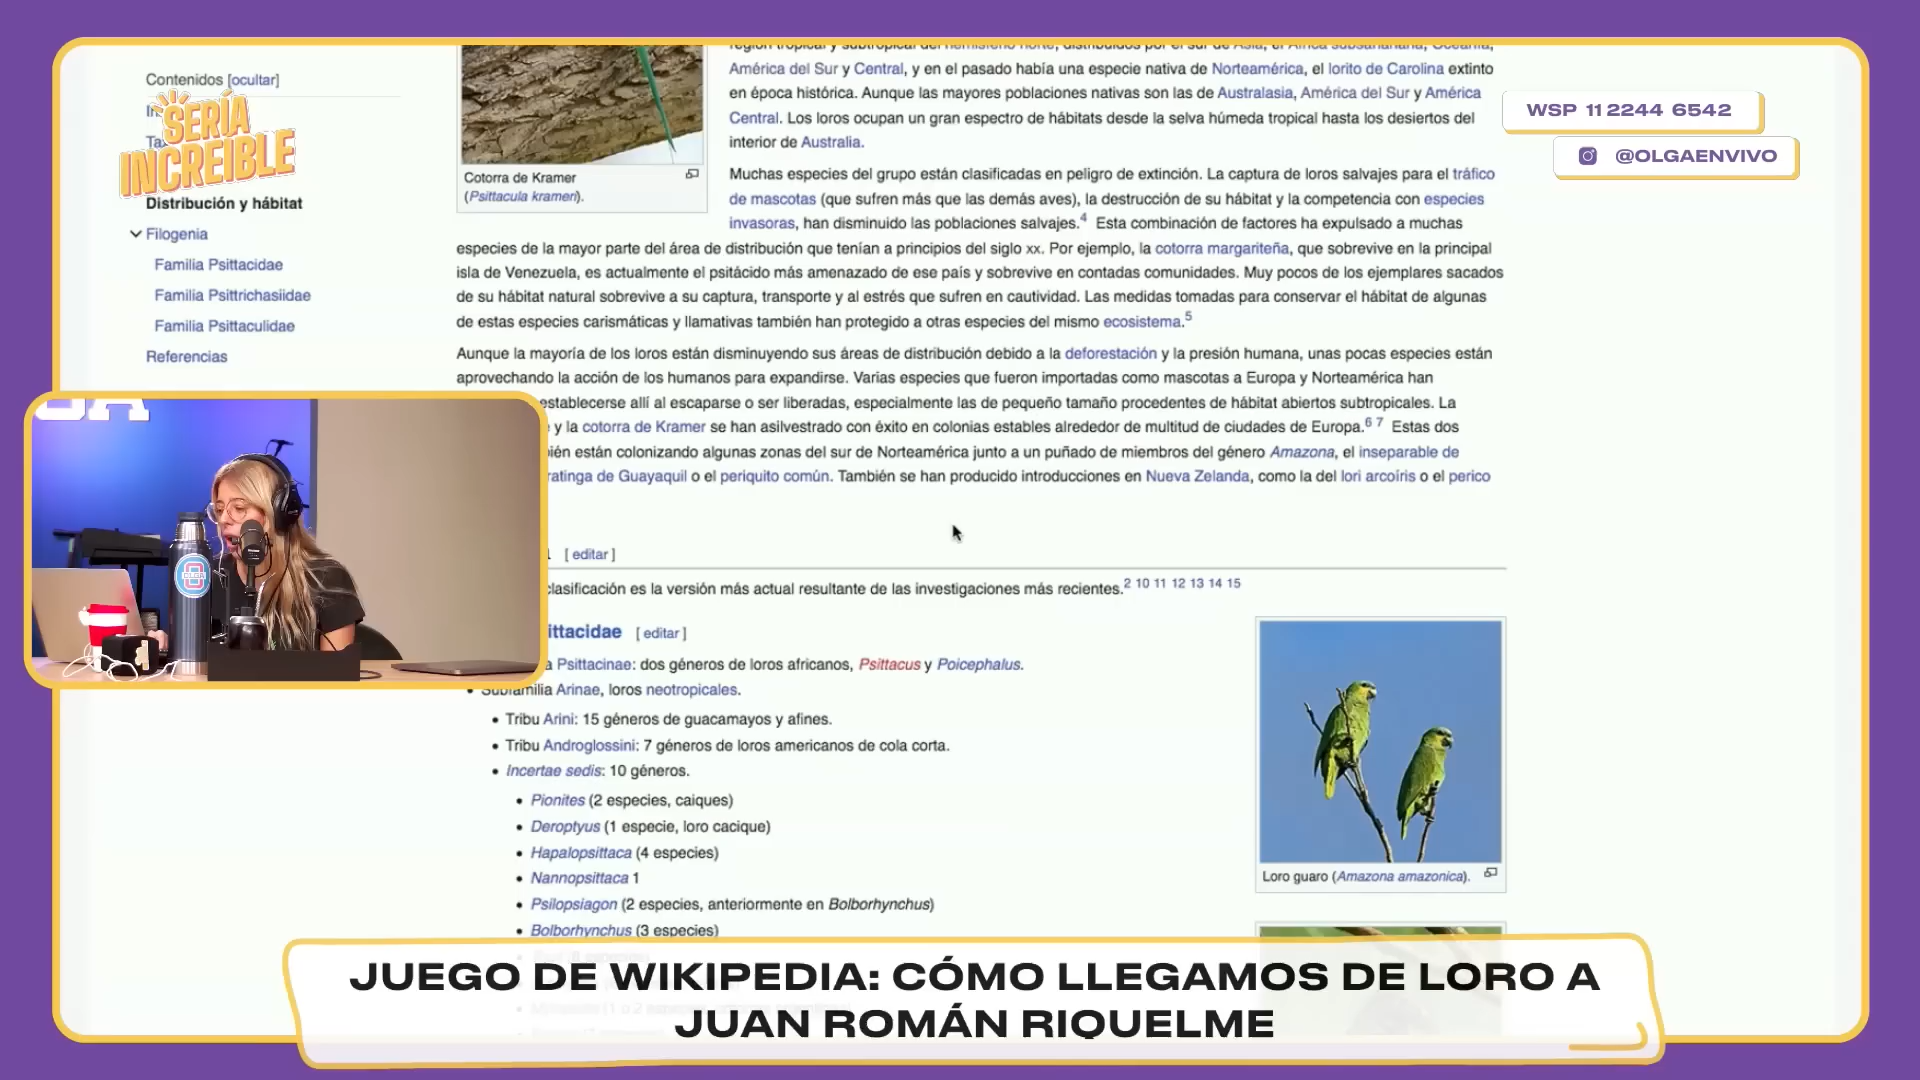 región tropical y subtropical del hemisferio norte, distribuidos por el sur de Asia, el África subsahariana, Oceanía,
América del Sur y Central, y en el pasado había una especie nativa de Norteamérica, el lorito de Carolina extinto
en época histórica. Aunque las mayores poblaciones nativas son las de Australasia, América del Sur y América
Central. Los loros ocupan un gran espectro de hábitats desde la selva húmeda tropical hasta los desiertos del
interior de Australia.
Contenidos [ocultar]
SERÍA
INCREIBLE
Distribución y hábitat
Filogenia
Familia Psittacidae
Familia Psittrichasiidae
Familia Psittaculidae
Referencias
WSP 11 2244 6542
@OLGAENVIVO
Cotorra de Kramer
(Psittacula krameri).
Muchas especies del grupo están clasificadas en peligro de extinción. La captura de loros salvajes para el tráfico
de mascotas (que sufren más que las demás aves), la destrucción de su hábitat y la competencia con especies
invasoras, han disminuido las poblaciones salvajes.4 Esta combinación de factores ha expulsado a muchas
especies de la mayor parte del área de distribución que tenían a principios del siglo xx. Por ejemplo, la cotorra margariteña, que sobrevive en la principal
isla de Venezuela, es actualmente el psitácido más amenazado de ese país y sobrevive en contadas comunidades. Muy pocos de los ejemplares sacados
de su hábitat natural sobrevive a su captura, transporte y al estrés que sufren en cautividad. Las medidas tomadas para conservar el hábitat de algunas
de estas especies carismáticas y llamativas también han protegido a otras especies del mismo ecosistema.5
Aunque la mayoría de los loros están disminuyendo sus áreas de distribución debido a la deforestación y la presión humana, unas pocas especies están
aprovechando la acción de los humanos para expandirse. Varias especies que fueron importadas como mascotas a Europa y Norteamérica han
establecerse allí al escaparse o ser liberadas, especialmente las de pequeño tamaño procedentes de hábitat abiertos subtropicales. La
y la cotorra de Kramer se han asilvestrado con éxito en colonias estables alrededor de multitud de ciudades de Europa.6 7 Estas dos
ién están colonizando algunas zonas del sur de Norteamérica junto a un puñado de miembros del género Amazona, el inseparable de
ratinga de Guayaquil o el periquito común. También se han producido introducciones en Nueva Zelanda, como la del lori arcoíris o el perico
[ editar ]
clasificación es la versión más actual resultante de las investigaciones más recientes.2 10 11 12 13 14 15
ittacidae [ editar ]
a Psittacinae: dos géneros de loros africanos, Psittacus y Poicephalus.
Subfamilia Arinae, loros neotropicales.
Tribu Arini: 15 géneros de guacamayos y afines.
Tribu Androglossini: 7 géneros de loros americanos de cola corta.
Incertae sedis: 10 géneros.
Pionites (2 especies, caiques)
Deroptyus (1 especie, loro cacique)
Hapalopsittaca (4 especies)
Nannopsittaca 1
Psilopsiagon (2 especies, anteriormente en Bolborhynchus)
Bolborhynchus (3 especies)
Loro guaro (Amazona amazonica).
JUEGO DE WIKIPEDIA: CÓMO LLEGAMOS DE LORO A
JUAN ROMÁN RIQUELME